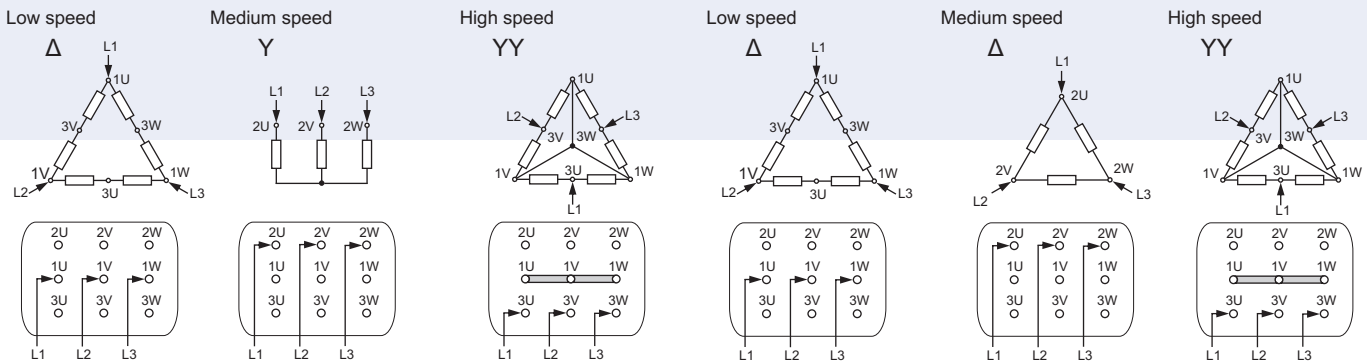 Low speed
Δ
L1
1U
3V
3W
1V
1W
L2
3U
L3
2U 2V 2W
1U 1V 1W
3U 3V 3W
L1 L2 L3
Medium speed
Y
L1 L2 L3
2U 2V 2W
2U 2V 2W
1U 1V 1W
3U 3V 3W
L1 L2 L3
High speed
YY
1U
L2
L3
3V 3W
1V 3U 1W
L1
2U 2V 2W
1U 1V 1W
3U 3V 3W
L1 L2 L3
Low speed
Δ
L1
1U
3V
3W
1V
1W
L2
3U
L3
2U 2V 2W
1U 1V 1W
3U 3V 3W
L1 L2 L3
Medium speed
Δ
L1
2U
2V
2W
L2
L3
2U 2V 2W
1U 1V 1W
3U 3V 3W
L1 L2 L3
High speed
YY
1U
L2
L3
3V 3W
1V 3U 1W
L1
2U 2V 2W
1U 1V 1W
3U 3V 3W
L1 L2 L3